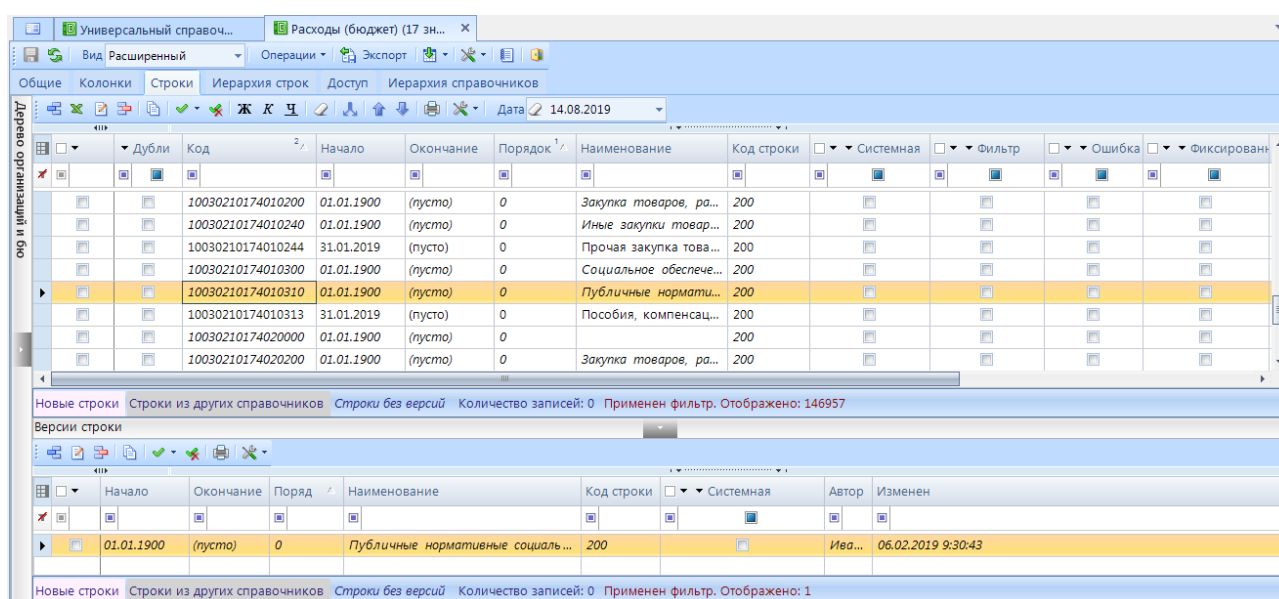 Универсальный справоч... Расходы (бюджет) (17 зн... X
Вид Расширенный Операции Экспорт
Общие Колонки Строки Иерархия строк Доступ Иерархия справочников
Ж К Ч Дата 14.08.2019
Дерево организаций и бю
Дубли Код 2 Начало Окончание Порядок 1 Наименование Код строки Системная Фильтр Ошибка Фиксированн
10030210174010200 01.01.1900 (пусто) 0 Закупка товаров, ра... 200
10030210174010240 01.01.1900 (пусто) 0 Иные закупки товар... 200
10030210174010244 31.01.2019 (пусто) 0 Прочая закупка това... 200
10030210174010300 01.01.1900 (пусто) 0 Социальное обеспече... 200
10030210174010310 01.01.1900 (пусто) 0 Публичные нормати... 200
10030210174010313 31.01.2019 (пусто) 0 Пособия, компенсац... 200
10030210174020000 01.01.1900 (пусто) 0 200
10030210174020200 01.01.1900 (пусто) 0 Закупка товаров, ра... 200
Новые строки Строки из других справочников Строки без версий Количество записей: 0 Применен фильтр. Отображено: 146957
Версии строки
Начало Окончание Поряд Наименование Код строки Системная Автор Изменен
01.01.1900 (пусто) 0 Публичные нормативные социаль... 200 Ива... 06.02.2019 9:30:43
Новые строки Строки из других справочников Строки без версий Количество записей: 0 Применен фильтр. Отображено: 1